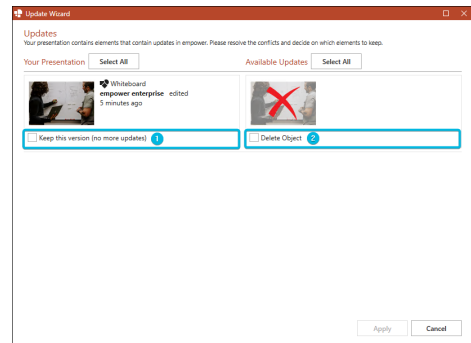 Update Wizard
Updates
Your presentation contains elements that contain updates in empower. Please resolve the conflicts and decide on which elements to keep.
Your Presentation Select All Available Updates Select All
Whiteboard
empower enterprise edited
5 minutes ago
Keep this version (no more updates) 1 Delete Object 2
Apply Cancel